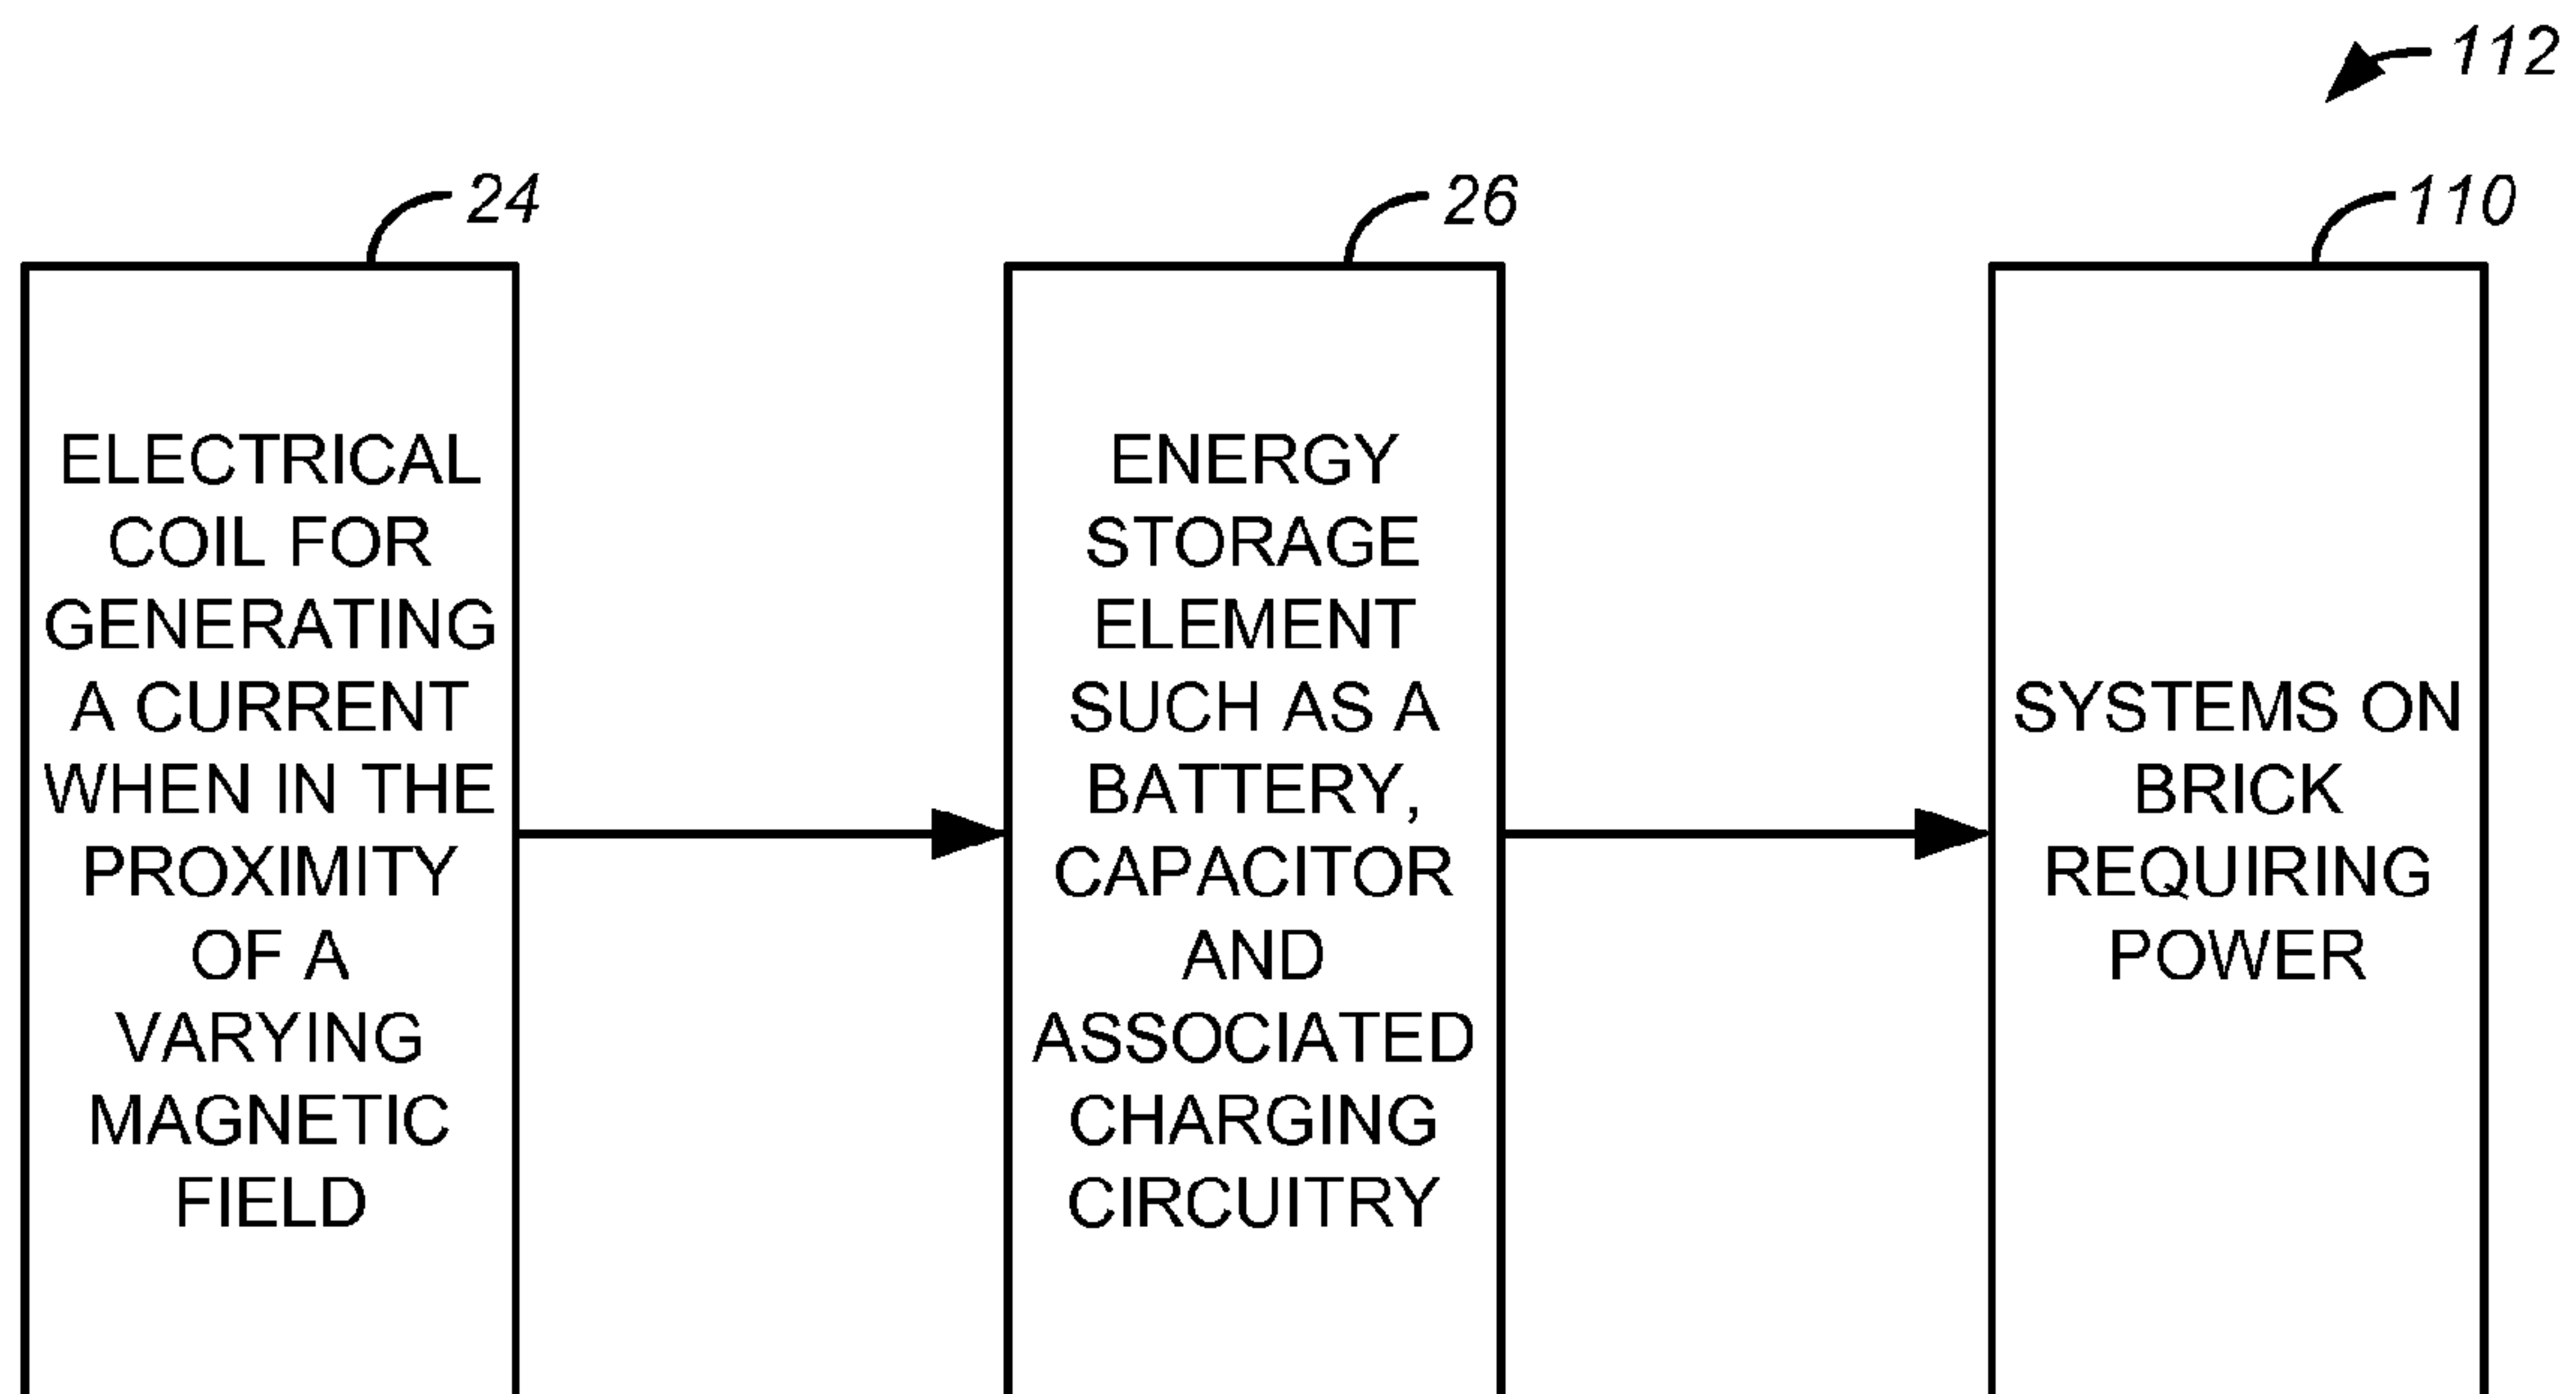 112
24
26
110
ELECTRICAL
COIL FOR
GENERATING
A CURRENT
WHEN IN THE
PROXIMITY
OF A
VARYING
MAGNETIC
FIELD
ENERGY
STORAGE
ELEMENT
SUCH AS A
BATTERY,
CAPACITOR
AND
ASSOCIATED
CHARGING
CIRCUITRY
SYSTEMS ON
BRICK
REQUIRING
POWER